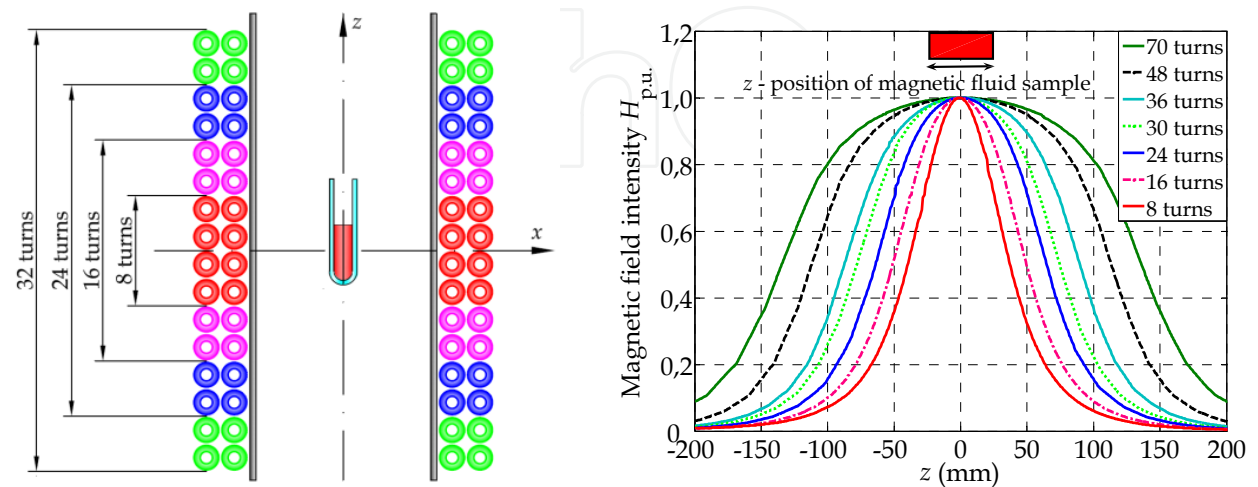 32 turns
24 turns
16 turns
8 turns
z
x
Magnetic field intensity H p.u.
1,2
1,0
0,8
0,6
0,4
0,2
0
z - position of magnetic fluid sample
70 turns
48 turns
36 turns
30 turns
24 turns
16 turns
8 turns
-200 -150 -100 -50 0 50 100 150 200
z (mm)